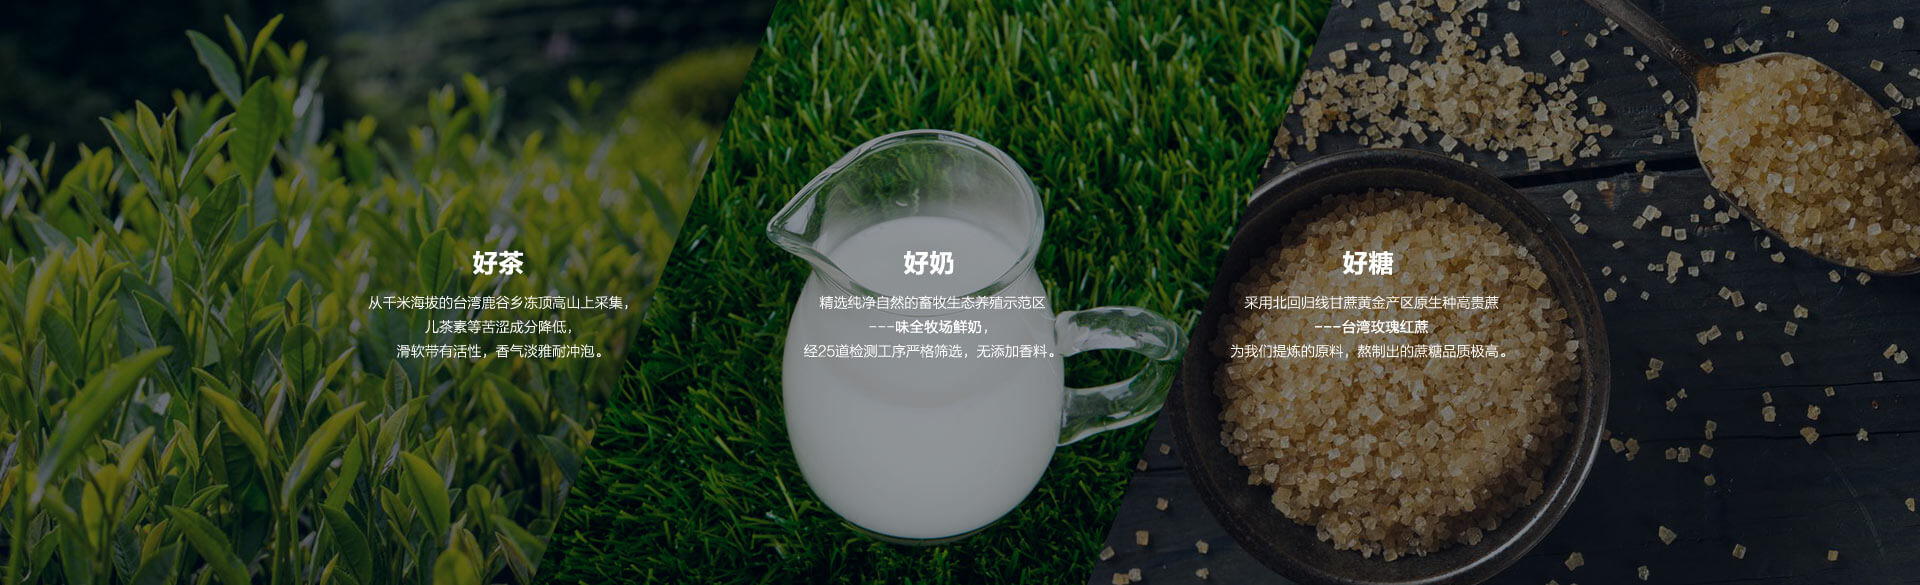 好茶
从千米海拔的台湾鹿谷乡冻顶高山上采集，
儿茶素等苦涩成分降低，
滑软带有活性，香气淡雅耐冲泡。
好奶
精选纯净自然的畜牧生态养殖示范区
---味全牧场鲜奶，
经25道检测工序严格筛选，无添加香料。
好糖
采用北回归线甘蔗黄金产区原生种高贵蔗
---台湾玫瑰红蔗
为我们提炼的原料，熬制出的蔗糖品质极高。